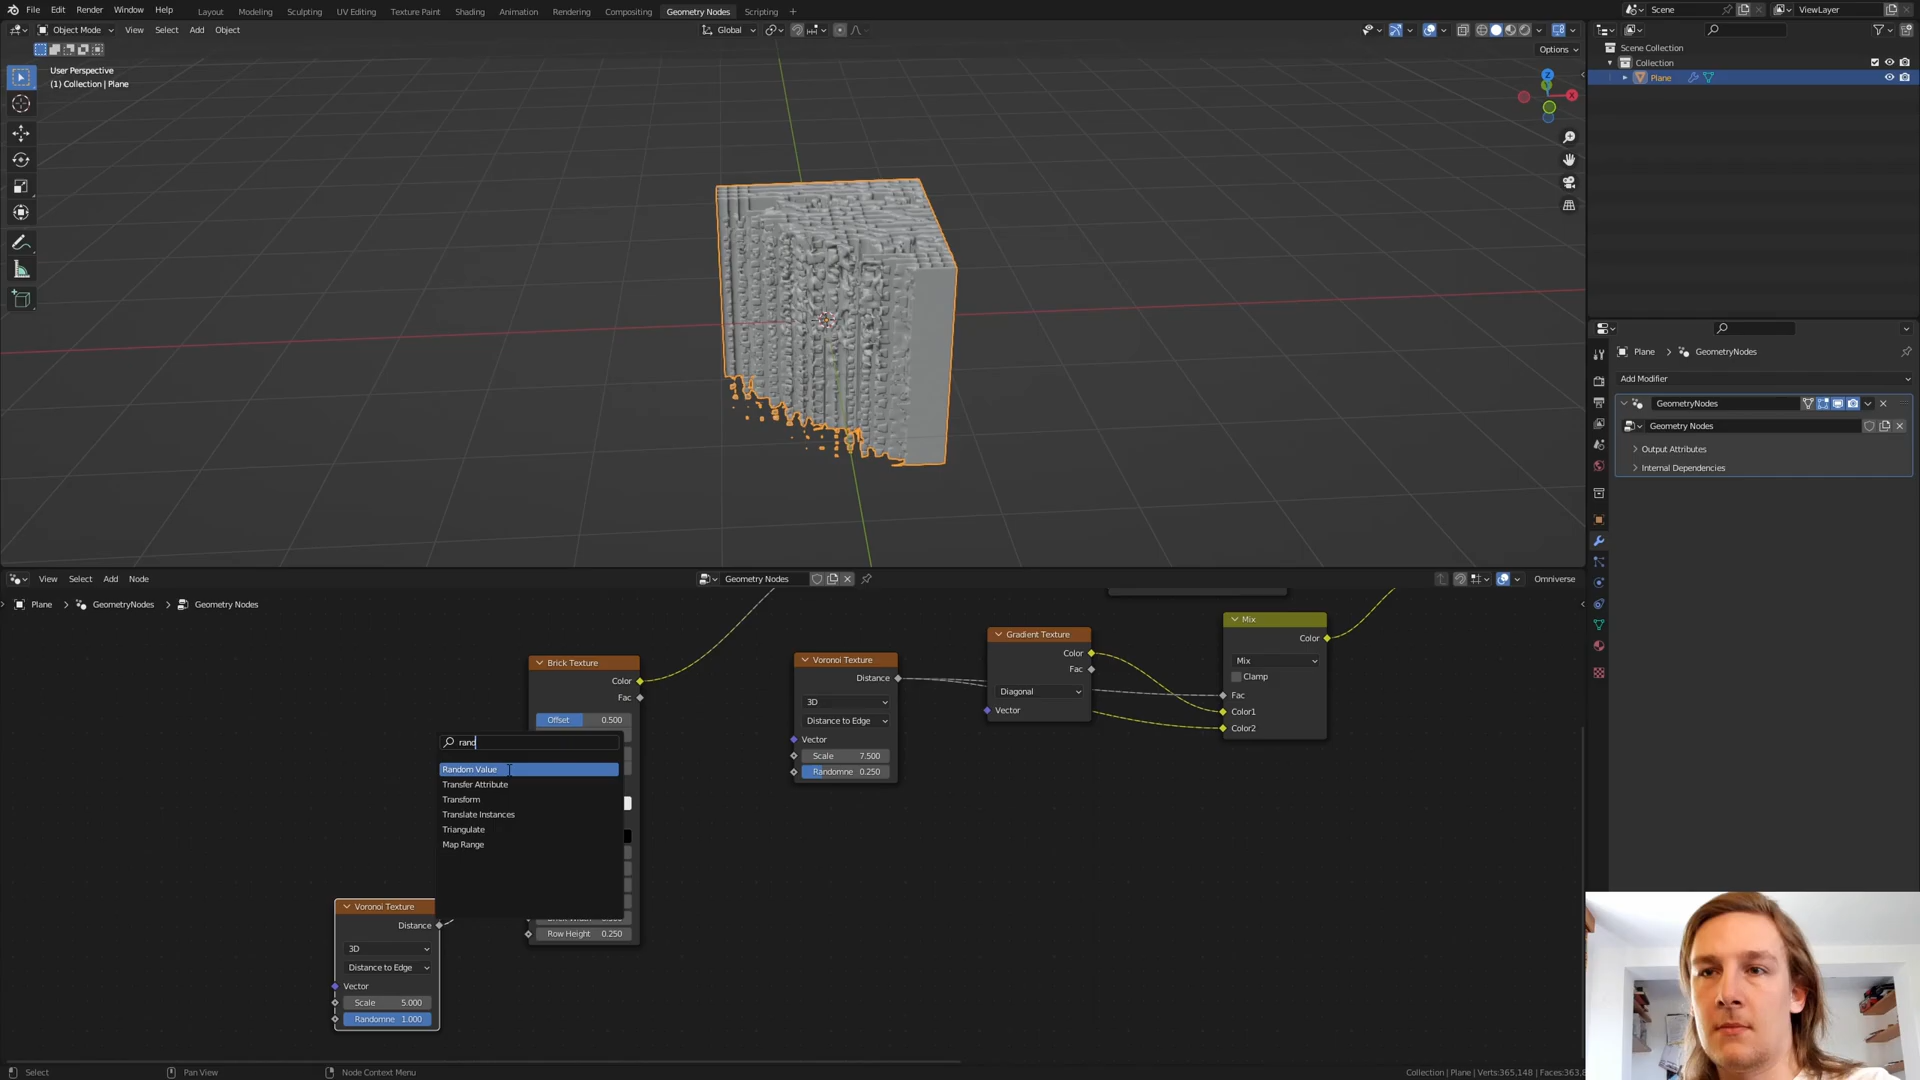 File Edit Render Window Help Layout Modeling Sculpting UV Editing Texture Paint Shading Animation Rendering Compositing Geometry Nodes Scripting + Scene ViewLayer
Object Mode View Select Add Object Global
Options
User Perspective
(1) Collection | Plane
Scene Collection
Collection
Plane
Plane > GeometryNodes
Add Modifier
GeometryNodes
Geometry Nodes
Output Attributes
Internal Dependencies
View Select Add Node Geometry Nodes Omniverse
Plane > GeometryNodes > Geometry Nodes
Brick Texture
Color
Fac
Offset 0.500
rand
Random Value
Transfer Attribute
Transform
Translate Instances
Triangulate
Map Range
Row Height 0.250
Voronoi Texture
Distance
3D
Distance to Edge
Vector
Scale 5.000
Randomne 1.000
Voronoi Texture
Distance
3D
Distance to Edge
Vector
Scale 7.500
Randomne 0.250
Gradient Texture
Color
Fac
Diagonal
Vector
Mix
Color
Mix
Clamp
Fac
Color1
Color2
Select Pan View Node Context Menu Collection | Plane | Verts:365,148 | Faces:363,8